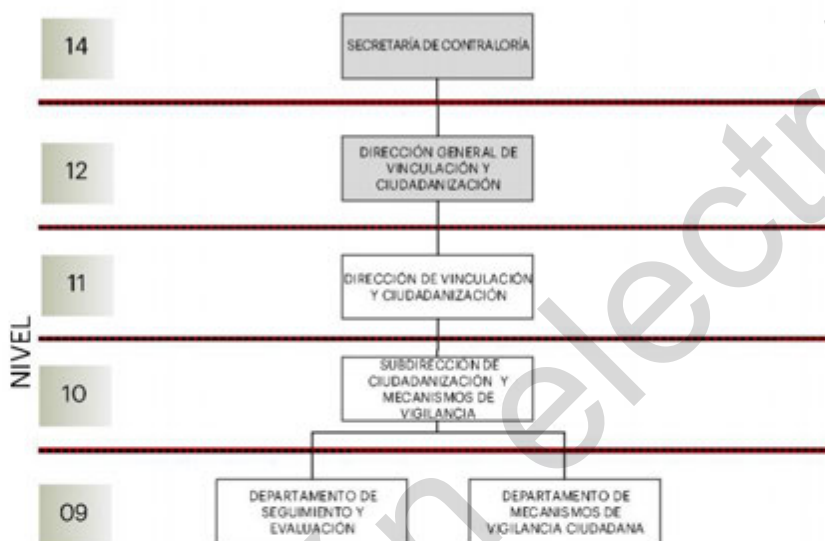 14
SECRETARÍA DE CONTRALORÍA
12
DIRECCIÓN GENERAL DE
VINCULACIÓN Y
CIUDADANIZACIÓN
11
DIRECCIÓN DE VINCULACIÓN
Y CIUDADANIZACIÓN
NIVEL
10
SUBDIRECCIÓN DE
CIUDADANIZACIÓN Y
MECANISMOS DE
VIGILANCIA
09
DEPARTAMENTO DE
SEGUIMIENTO Y
EVALUACIÓN
DEPARTAMENTO DE
MECANISMOS DE
VIGILANCIA CIUDADANA
n electr